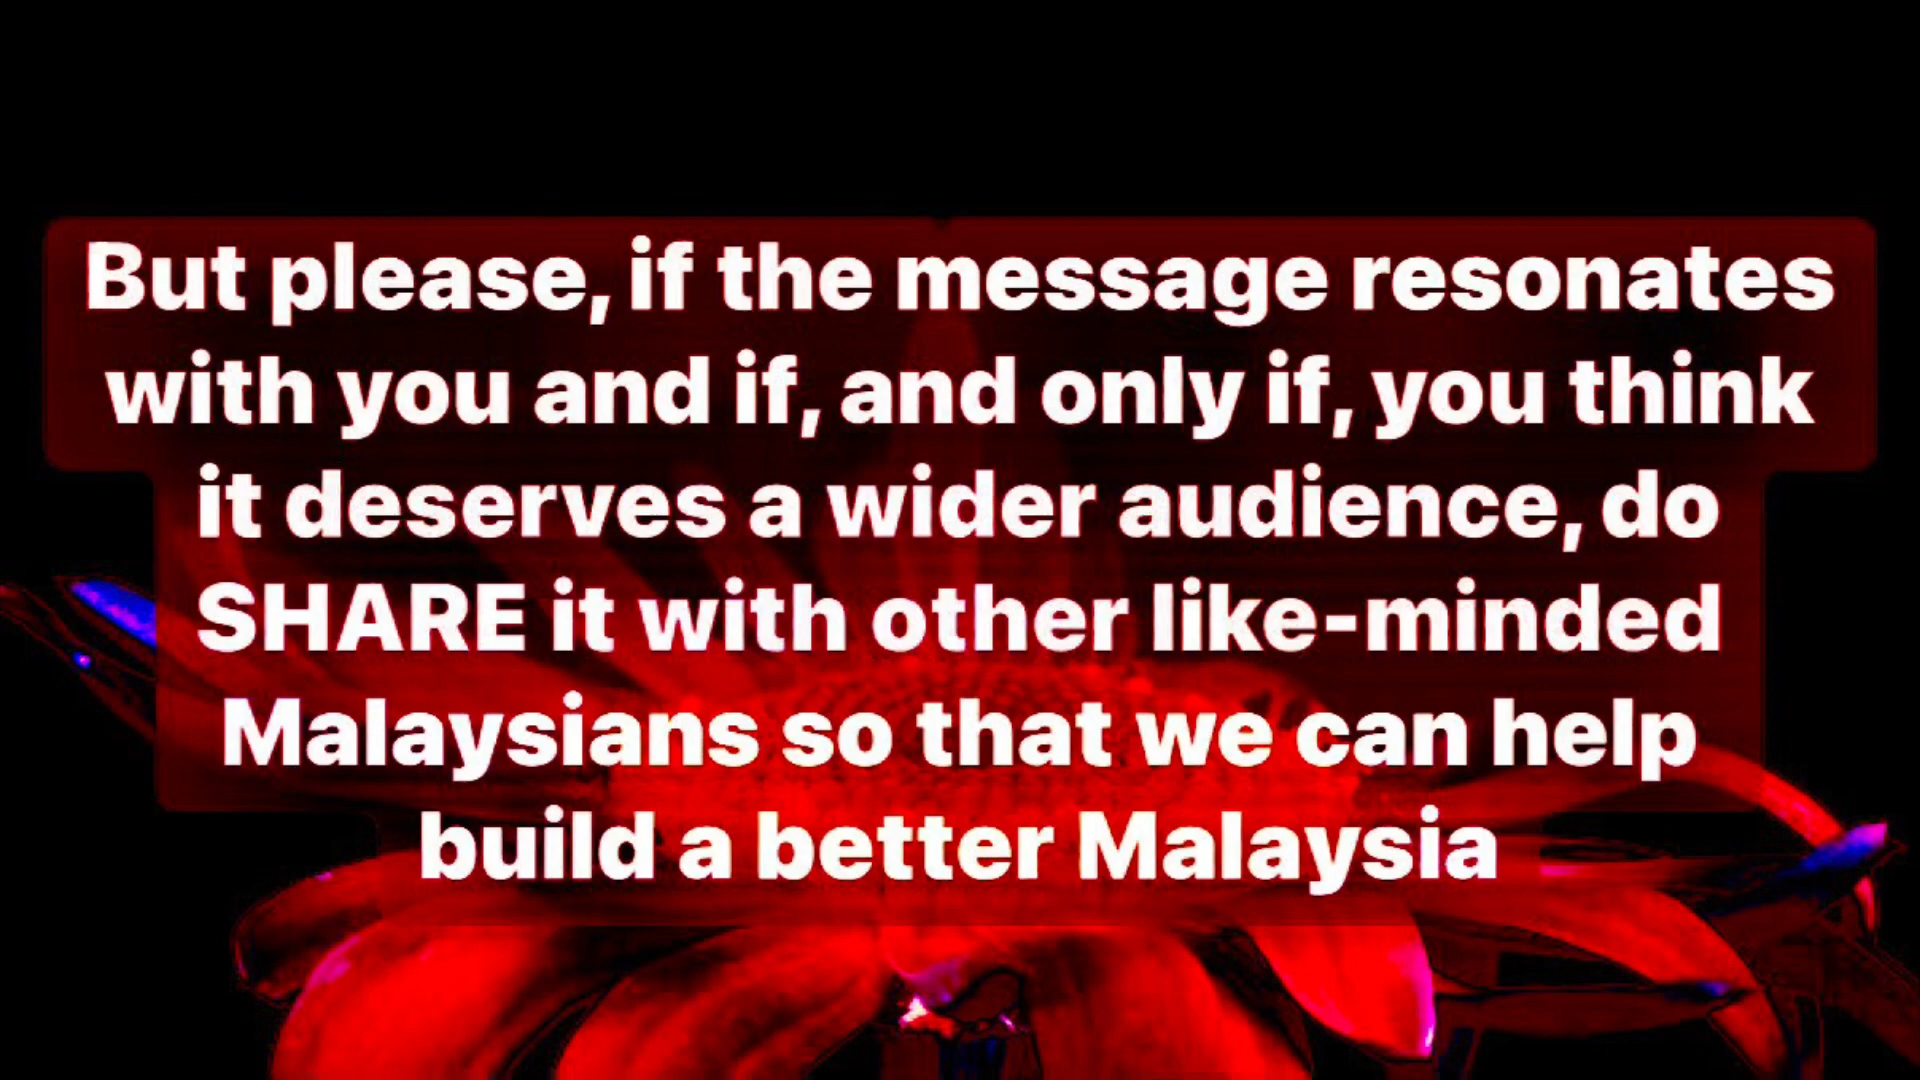 But please, if the message resonates
with you and if, and only if, you think
it deserves a wider audience, do
SHARE it with other like-minded
Malaysians so that we can help
build a better Malaysia